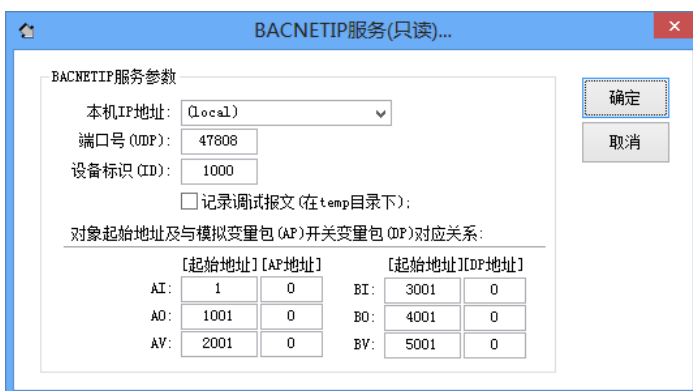 BACNETIP服务(只读)...
BACNETIP服务参数
确定
本机IP地址: (local)
端口号(UDP): 47808
取消
设备标识(ID): 1000
记录调试报文(在temp目录下);
对象起始地址及与模拟变量包(AP)开关变量包(DP)对应关系:
[起始地址][AP地址] [起始地址][DP地址]
AI: 1 0 BI: 3001 0
AO: 1001 0 BO: 4001 0
AV: 2001 0 BV: 5001 0